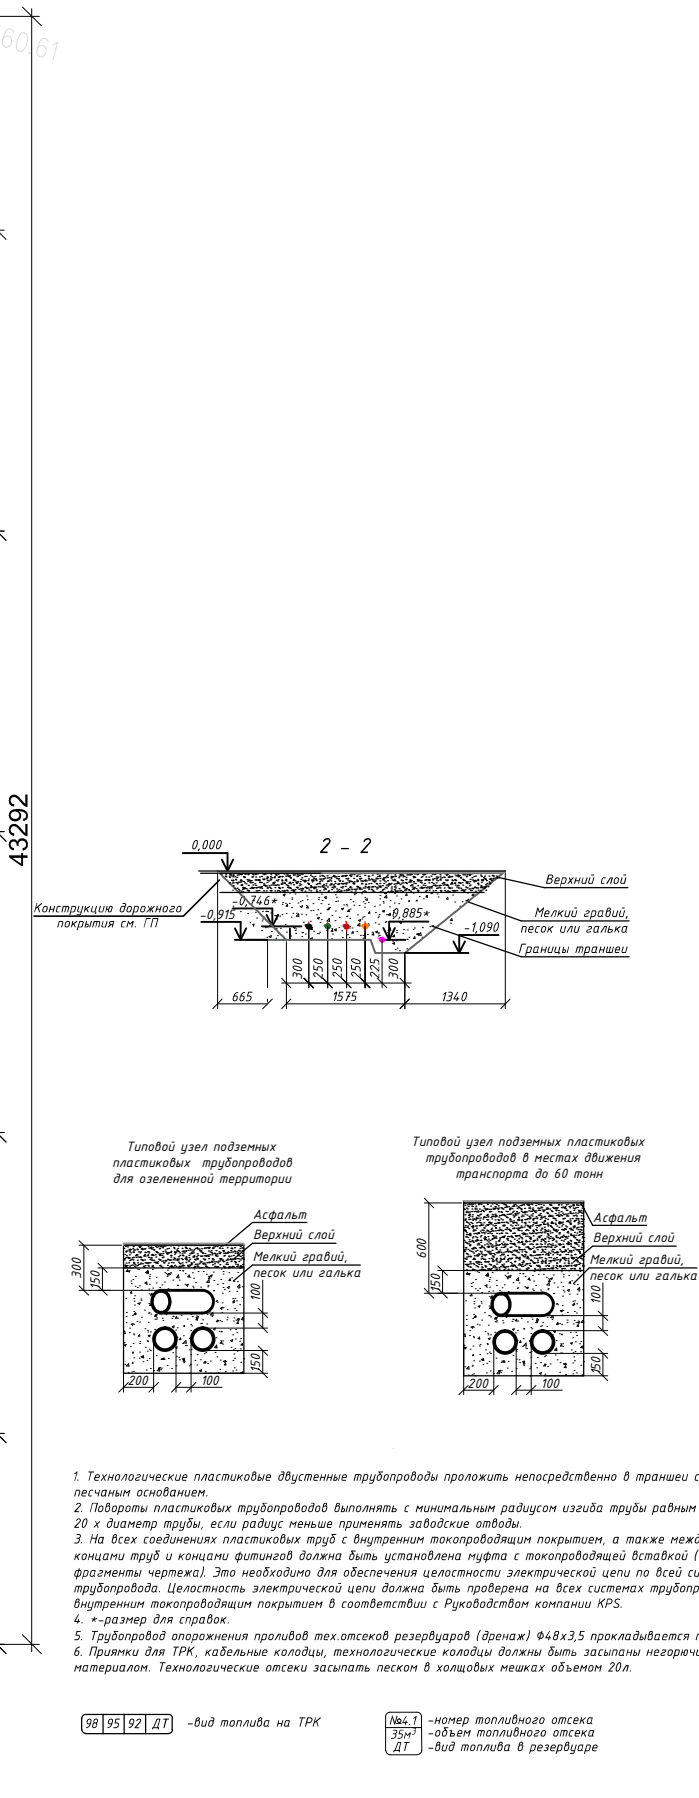 60.61
43292
2 - 2
0,000
Верхний слой
-0,746*
Конструкцию дорожного
покрытия см. ГП
-0,915
-0,885*
Мелкий гравий,
песок или галька
-1,090
Границы траншеи
300
250
250
250
225
300
665
1575
1340
Типовой узел подземных
пластиковых трубопроводов
для озелененной территории
Асфальт
Верхний слой
Мелкий гравий,
песок или галька
300
150
100
150
200
100
Типовой узел подземных пластиковых
трубопроводов в местах движения
транспорта до 60 тонн
Асфальт
Верхний слой
Мелкий гравий,
песок или галька
600
150
100
150
200
100
1. Технологические пластиковые двустенные трубопроводы проложить непосредственно в траншеи с
песчаным основанием.
2. Повороты пластиковых трубопроводов выполнять с минимальным радиусом изгиба трубы равным
20 х диаметр трубы, если радиус меньше применять заводские отводы.
3. На всех соединениях пластиковых труб с внутренним токопроводящим покрытием, а также меж
концами труб и концами фитингов должна быть установлена муфта с токопроводящей вставкой (
фрагменты чертежа). Это необходимо для обеспечения целостности электрической цепи по всей си
трубопровода. Целостность электрической цепи должна быть проверена на всех системах трубопр
внутренним токопроводящим покрытием в соответствии с Руководством компании KPS.
4. *-размер для справок.
5. Трубопровод опорожнения проливов тех.отсеков резервуаров (дренаж) Ф48х3,5 прокладывается
6. Приямки для ТРК, кабельные колодцы, технологические колодцы должны быть засыпаны негорюч
материалом. Технологические отсеки засыпать песком в холщовых мешках объемом 20л.
98 95 92 ДТ -вид топлива на ТРК
№4.1 -номер топливного отсека
35м³ -объем топливного отсека
ДТ -вид топлива в резервуаре